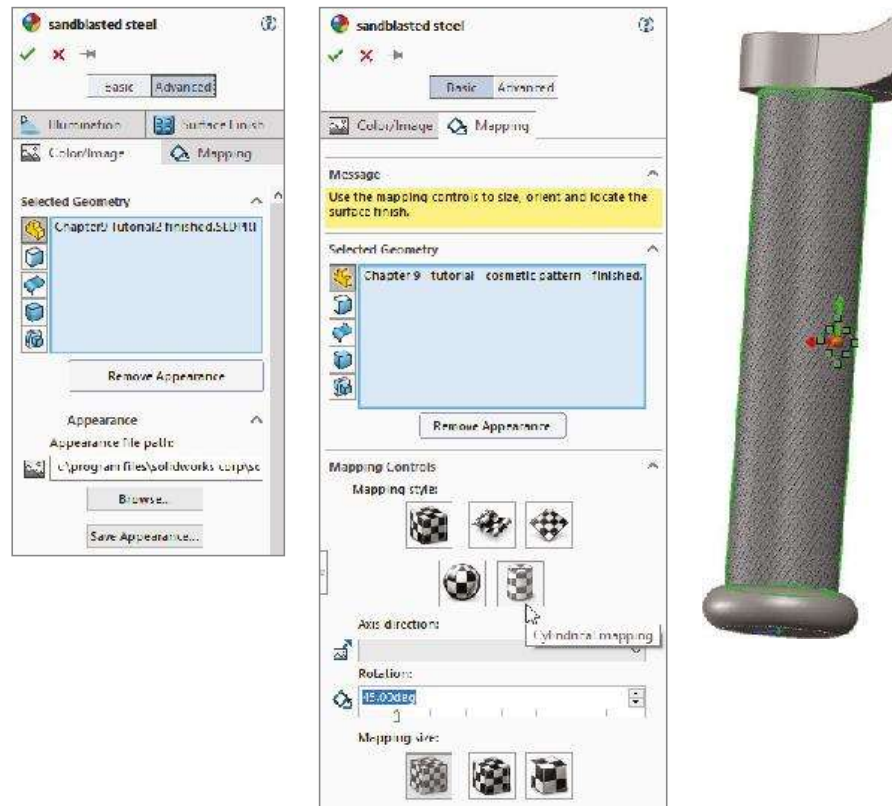 sandblasted steel
Basic Advanced
Illumination Surface Finish
Color/Image Mapping
Selected Geometry
Chapter9 Tutorial2 finished.SLDPRT
Remove Appearance
Appearance
Appearance file path:
c:\program files\solidworks corp\sc
Browse...
Save Appearance...
sandblasted steel
Basic Advanced
Color/Image Mapping
Message
Use the mapping controls to size, orient and locate the
surface finish.
Selected Geometry
Chapter 9 tutorial cosmetic pattern finished.
Remove Appearance
Mapping Controls
Mapping style:
Cylindrical mapping
Axis direction:
Rotation:
45.00deg
Mapping size: